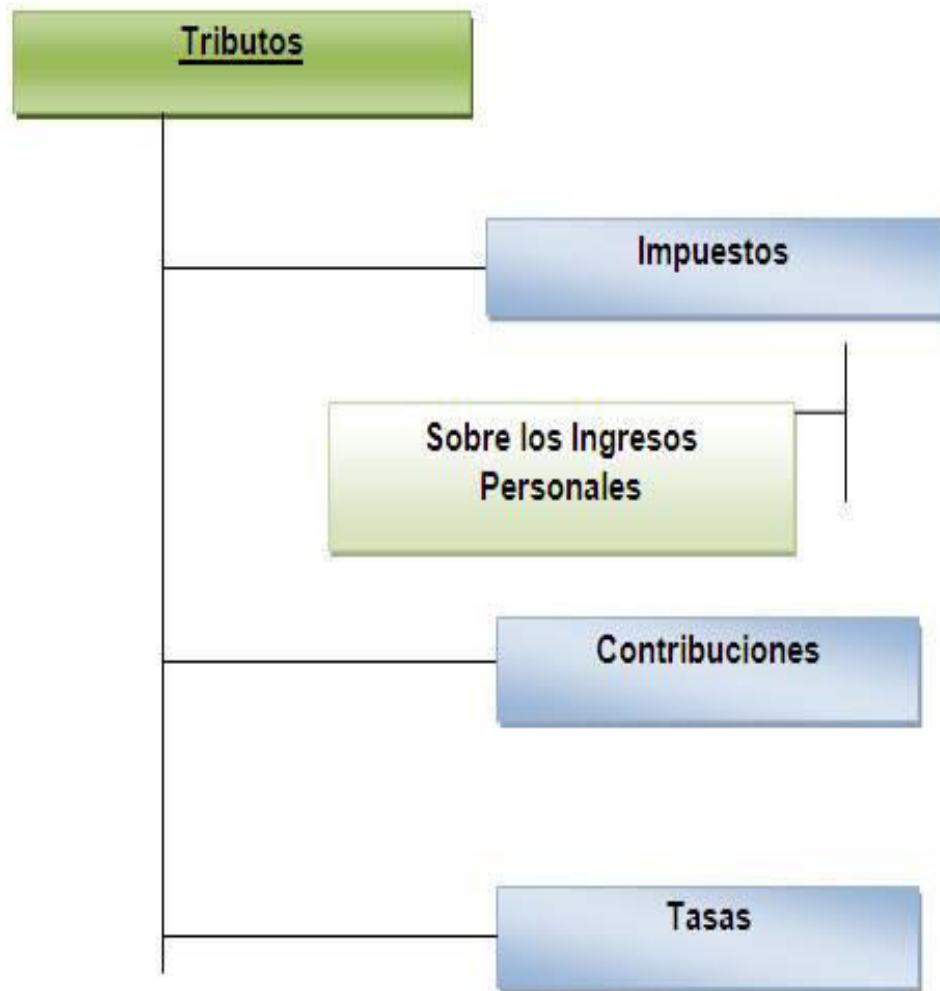 Tributos
Impuestos
Sobre los Ingresos
Personales
Contribuciones
Tasas